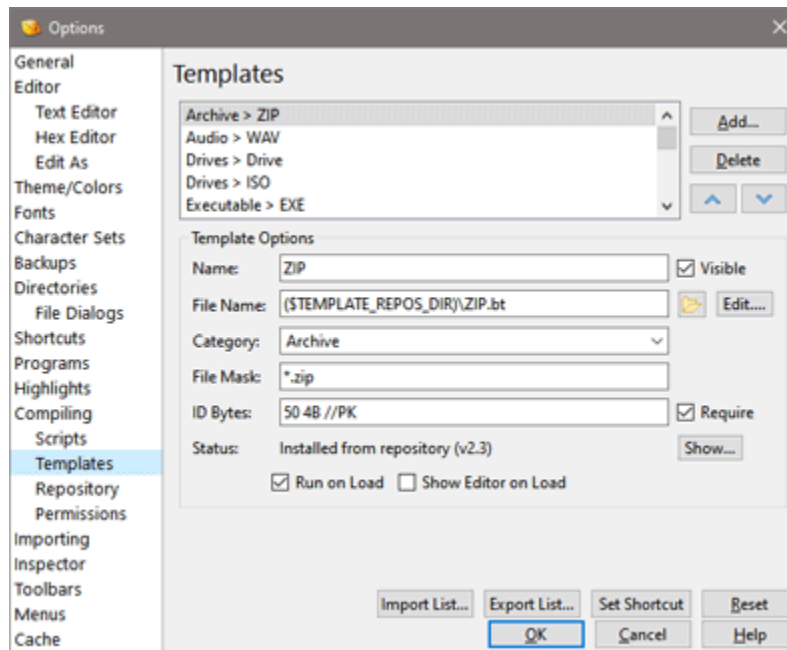 Options
General
Editor
Text Editor
Hex Editor
Edit As
Theme/Colors
Fonts
Character Sets
Backups
Directories
File Dialogs
Shortcuts
Programs
Highlights
Compiling
Scripts
Templates
Repository
Permissions
Importing
Inspector
Toolbars
Menus
Cache
Templates
Archive > ZIP
Audio > WAV
Drives > Drive
Drives > ISO
Executable > EXE
Add...
Delete
Template Options
Name: ZIP Visible
File Name: ($TEMPLATE_REPOS_DIR)\ZIP.bt Edit....
Category: Archive
File Mask: *.zip
ID Bytes: 50 4B //PK Require
Status: Installed from repository (v2.3) Show...
Run on Load Show Editor on Load
Import List... Export List... Set Shortcut Reset
OK Cancel Help